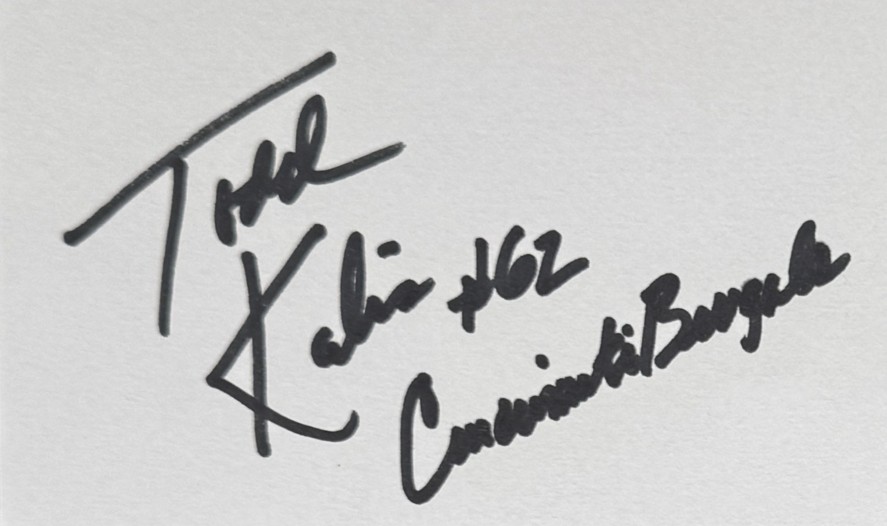 Todd
Kalis #62
Cincinnati Bengals